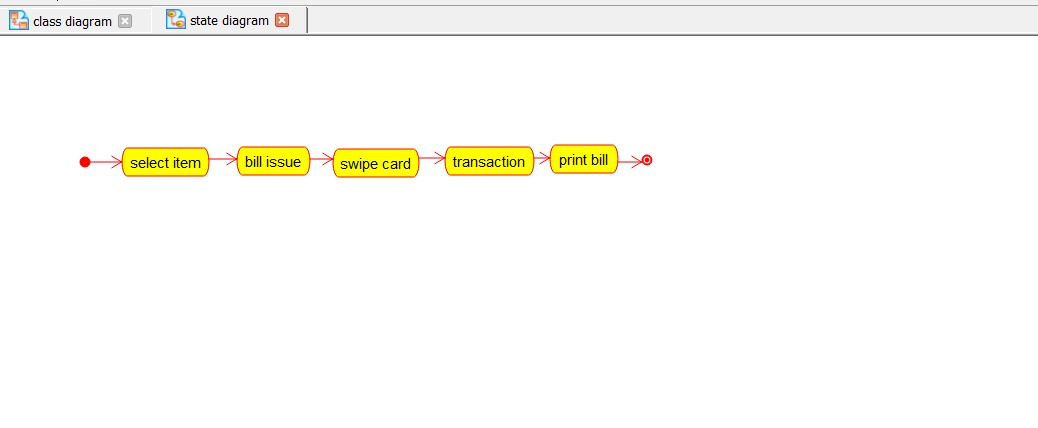 class diagram
state diagram
select item
bill issue
swipe card
transaction
print bill